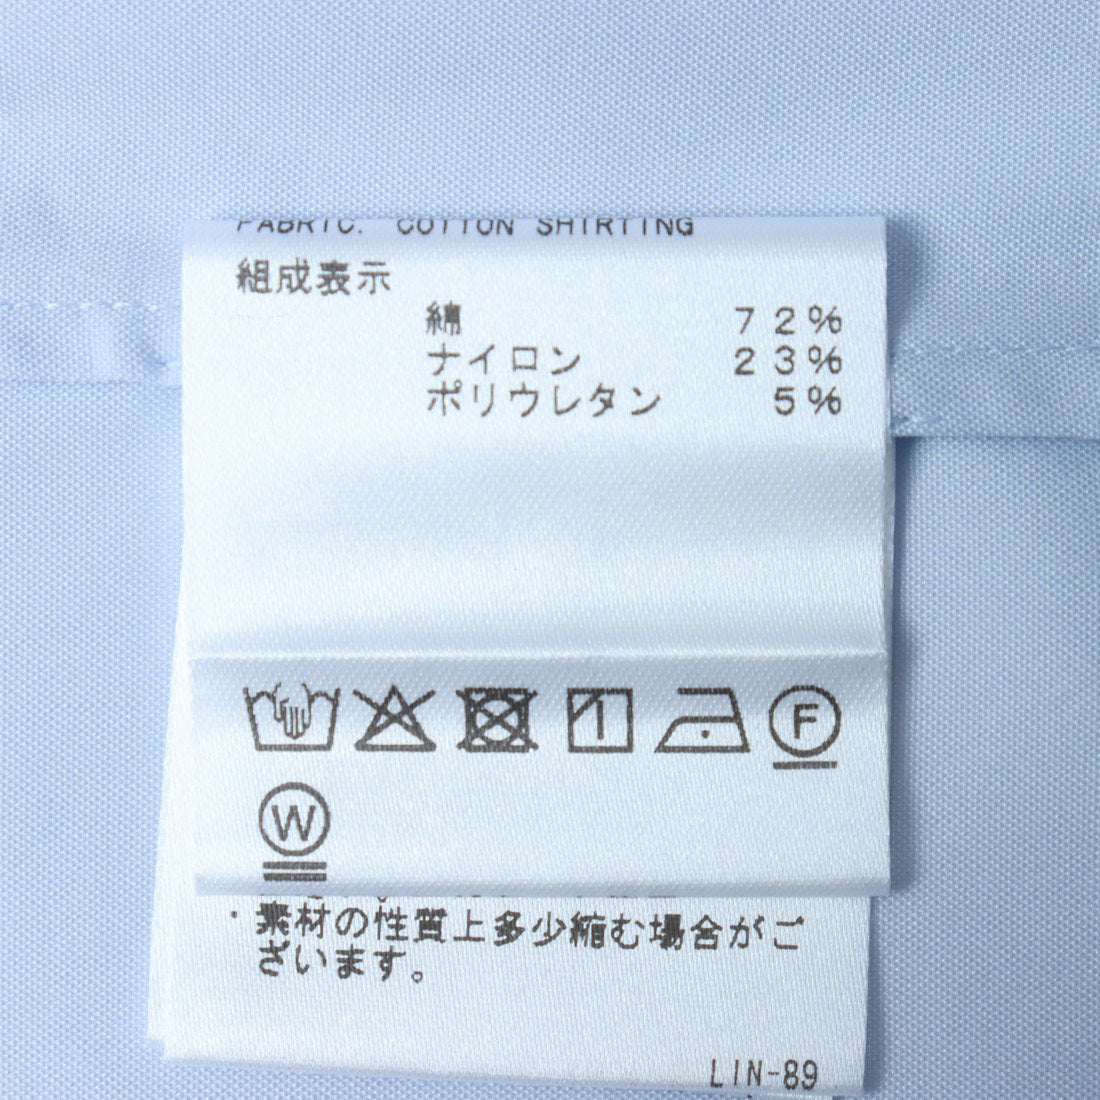 FABRIC. COTTON SHIRTING
組成表示
綿 72%
ナイロン 23%
ポリウレタン 5%
F
W
・素材の性質上多少縮む場合がご
ざいます。
LIN-89